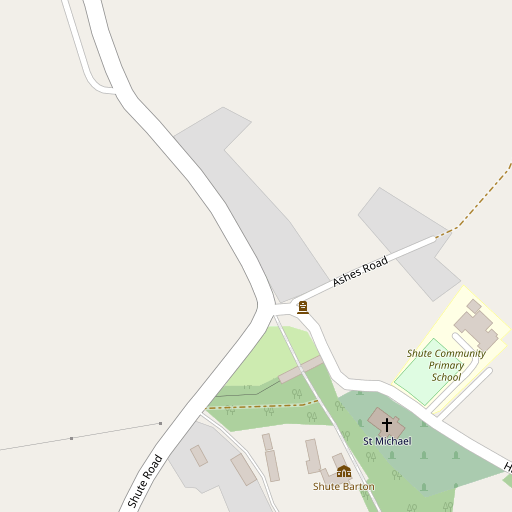 Ashes Road
Shute Community
Primary
School
St Michael
Shute Barton
Shute Road